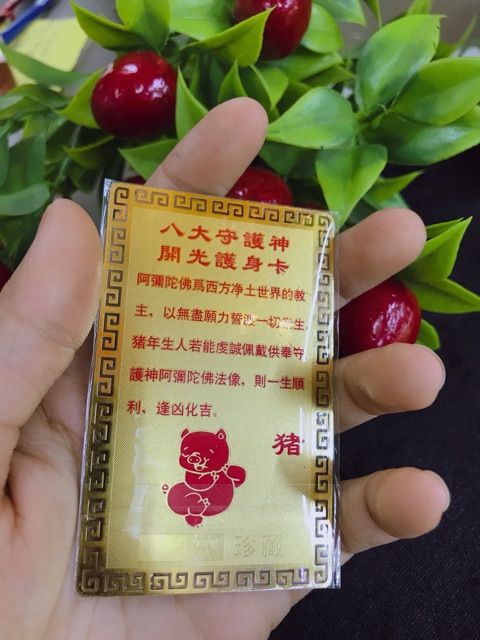 八大守護神
開光護身卡
阿彌陀佛爲西方净土世界的教
主，以無盡願力誓渡一切衆生，
猪年生人若能虔誠佩戴供奉守
護神阿彌陀佛法像，則一生順
利，逢凶化吉。
猪
珍藏